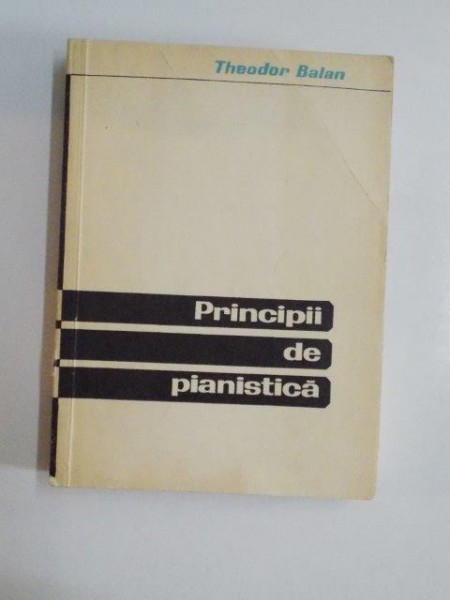 Theodor Balan
Principii
de
pianistică